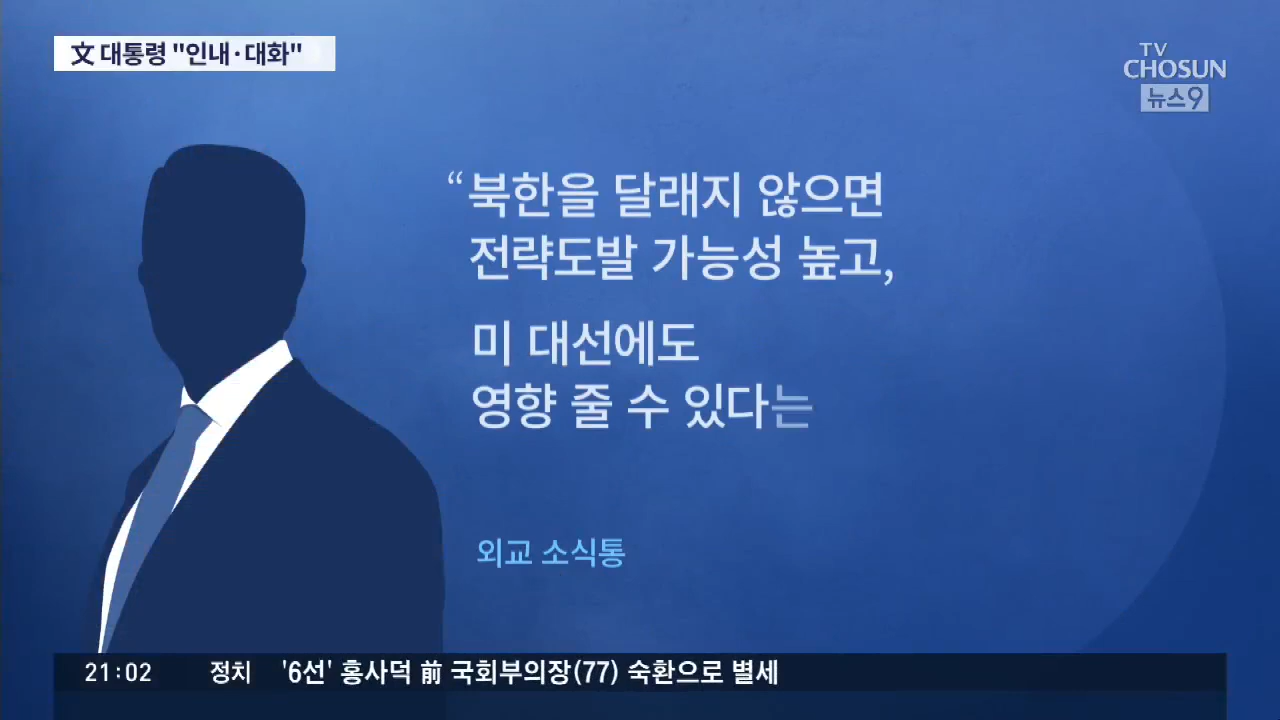 文 대통령 "인내·대화"
TV
CHOSUN
뉴스9
“북한을 달래지 않으면
전략도발 가능성 높고,
미 대선에도
영향 줄 수 있다는
외교 소식통
21:02 정치 '6선' 홍사덕 前 국회부의장(77) 숙환으로 별세